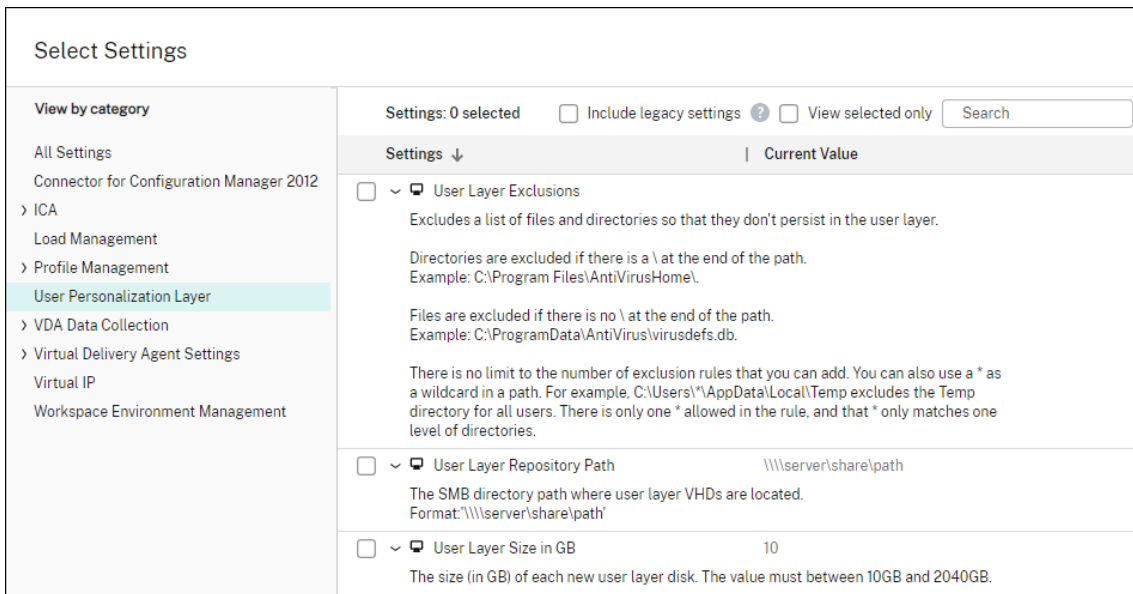 Select Settings
View by category
Settings: 0 selected
Include legacy settings
?
View selected only
Search
All Settings
Connector for Configuration Manager 2012
ICA
Load Management
Profile Management
User Personalization Layer
VDA Data Collection
Virtual Delivery Agent Settings
Virtual IP
Workspace Environment Management
Settings
Current Value
User Layer Exclusions
Excludes a list of files and directories so that they don't persist in the user layer.
Directories are excluded if there is a \ at the end of the path.
Example: C:\Program Files\AntiVirusHome\.
Files are excluded if there is no \ at the end of the path.
Example: C:\ProgramData\AntiVirus\virusdefs.db.
There is no limit to the number of exclusion rules that you can add. You can also use a * as
a wildcard in a path. For example, C:\Users\*\AppData\Local\Temp excludes the Temp
directory for all users. There is only one * allowed in the rule, and that * only matches one
level of directories.
User Layer Repository Path
\\\\server\share\path
The SMB directory path where user layer VHDs are located.
Format:'\\\\server\share\path'
User Layer Size in GB
10
The size (in GB) of each new user layer disk. The value must between 10GB and 2040GB.